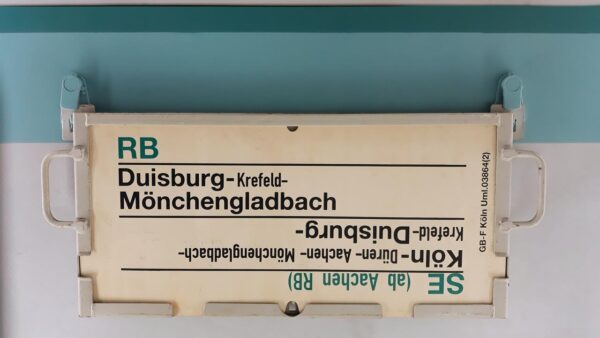 RB
Duisburg-Krefeld-
Mönchengladbach
SE (ab Aachen RB)
Köln-Düren-Aachen-Mönchengladbach-
Krefeld-Duisburg-
GB-F Köln Uml.03864(2)